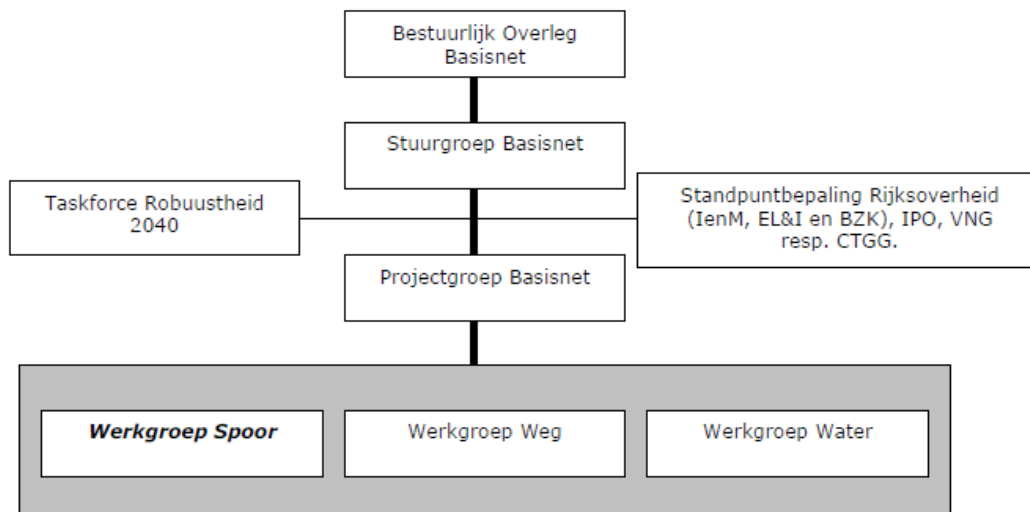 Bestuurlijk Overleg
Basisnet
Stuurgroep Basisnet
Taskforce Robuustheid
2040
Standpuntbepaling Rijksoverheid
(IenM, EL&I en BZK), IPO, VNG
resp. CTGG.
Projectgroep Basisnet
Werkgroep Spoor
Werkgroep Weg
Werkgroep Water